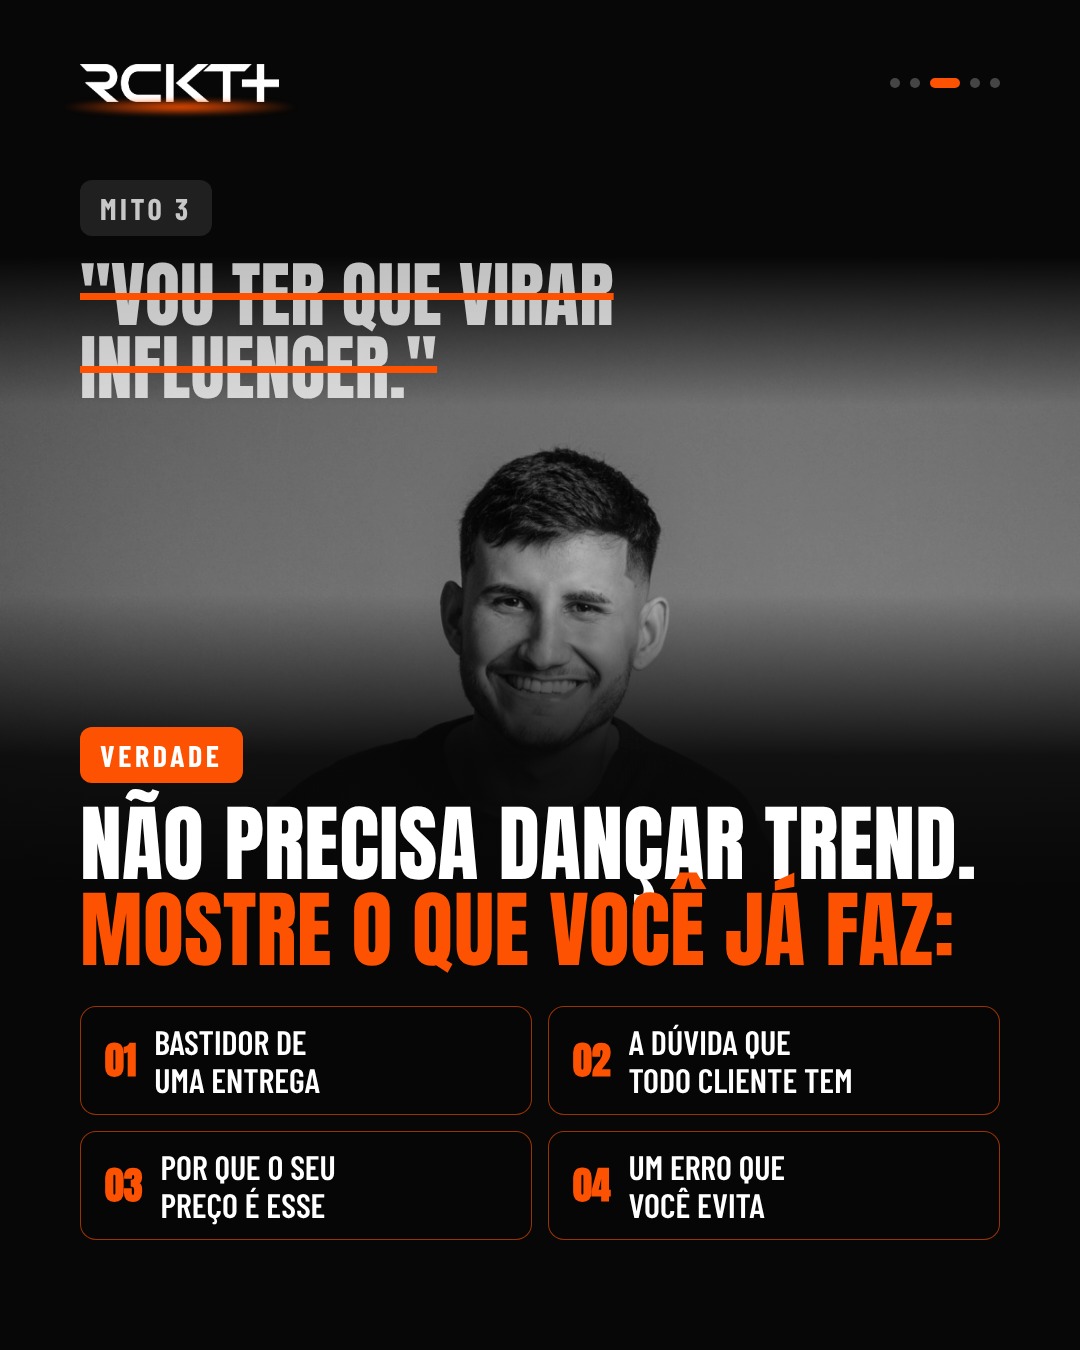 RCKT+
MITO 3
"VOU TER QUE VIRAR
INFLUENCER."
VERDADE
NÃO PRECISA DANÇAR TREND.
MOSTRE O QUE VOCÊ JÁ FAZ:
01 BASTIDOR DE
UMA ENTREGA
02 A DÚVIDA QUE
TODO CLIENTE TEM
03 POR QUE O SEU
PREÇO É ESSE
04 UM ERRO QUE
VOCÊ EVITA